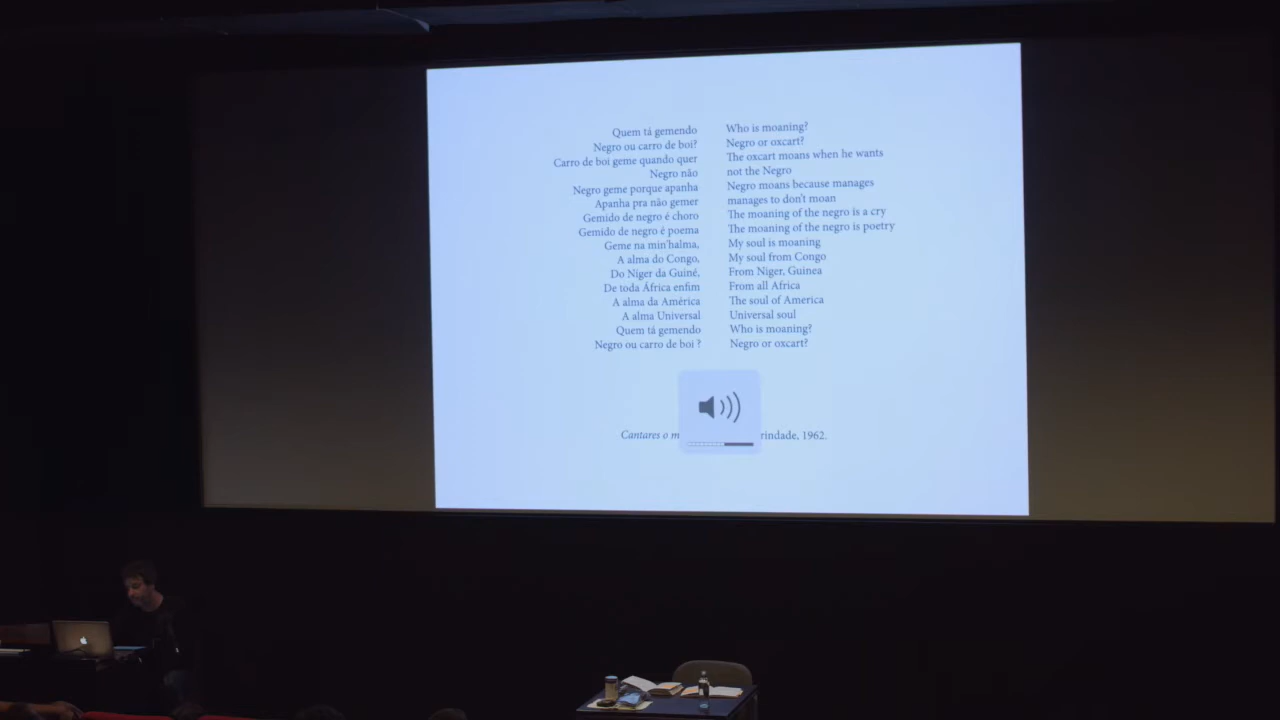 Quem tá gemendo
Negro ou carro de boi?
Carro de boi geme quando quer
Negro não
Negro geme porque apanha
Apanha pra não gemer
Gemido de negro é choro
Gemido de negro é poema
Geme na min'halma,
A alma do Congo,
Do Niger da Guiné,
De toda África enfim
A alma da América
A alma Universal
Quem tá gemendo
Negro ou carro de boi ?
Who is moaning?
Negro or oxcart?
The oxcart moans when he wants
not the Negro
Negro moans because manages
manages to don't moan
The moaning of the negro is a cry
The moaning of the negro is poetry
My soul is moaning
My soul from Congo
From Niger, Guinea
From all Africa
The soul of America
Universal soul
Who is moaning?
Negro or oxcart?
Cantares o m rindade, 1962.